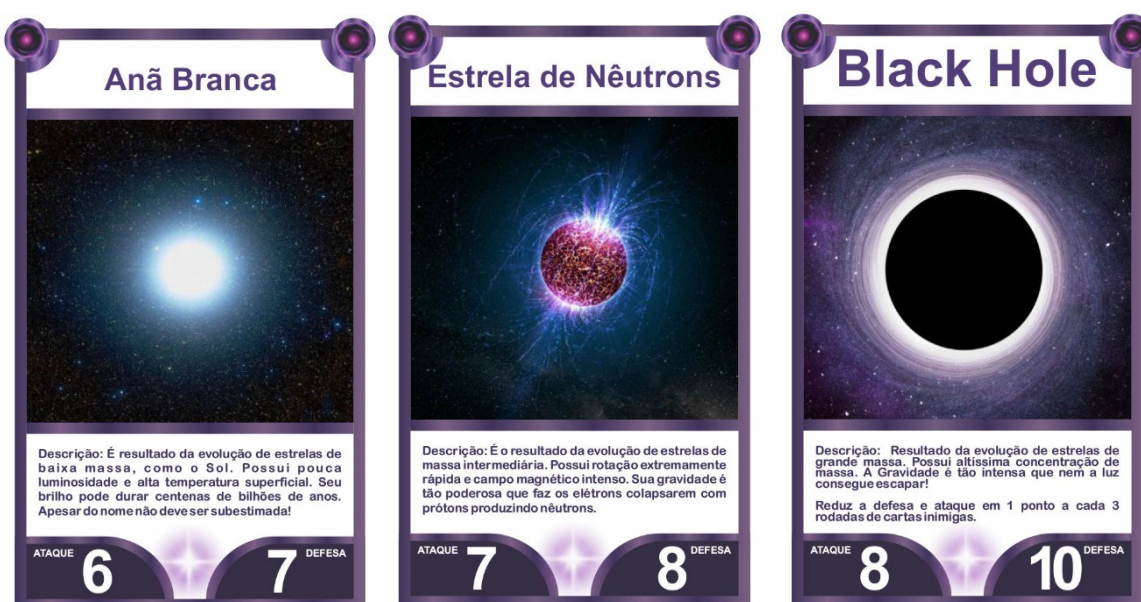 Anã Branca
Descrição: É resultado da evolução de estrelas de
baixa massa, como o Sol. Possui pouca
luminosidade e alta temperatura superficial. Seu
brilho pode durar centenas de bilhões de anos.
Apesar do nome não deve ser subestimada!
ATAQUE 6 7 DEFESA
Estrela de Nêutrons
Descrição: É o resultado da evolução de estrelas de
massa intermediária. Possui rotação extremamente
rápida e campo magnético intenso. Sua gravidade é
tão poderosa que faz os elétrons colapsarem com
prótons produzindo nêutrons.
ATAQUE 7 8 DEFESA
Black Hole
Descrição: Resultado da evolução de estrelas de
grande massa. Possui altíssima concentração de
massa. A Gravidade é tão intensa que nem a luz
consegue escapar!
Reduz a defesa e ataque em 1 ponto a cada 3
rodadas de cartas inimigas.
ATAQUE 8 10 DEFESA